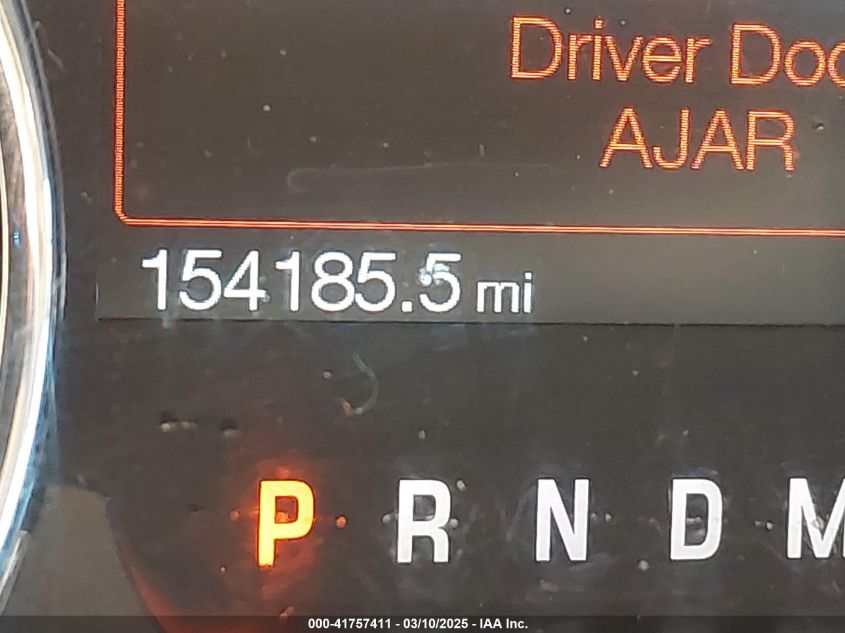 Driver Doo
AJAR
154185.5 mi
P R N D M
000-41757411 - 03/10/2025 - IAA Inc.